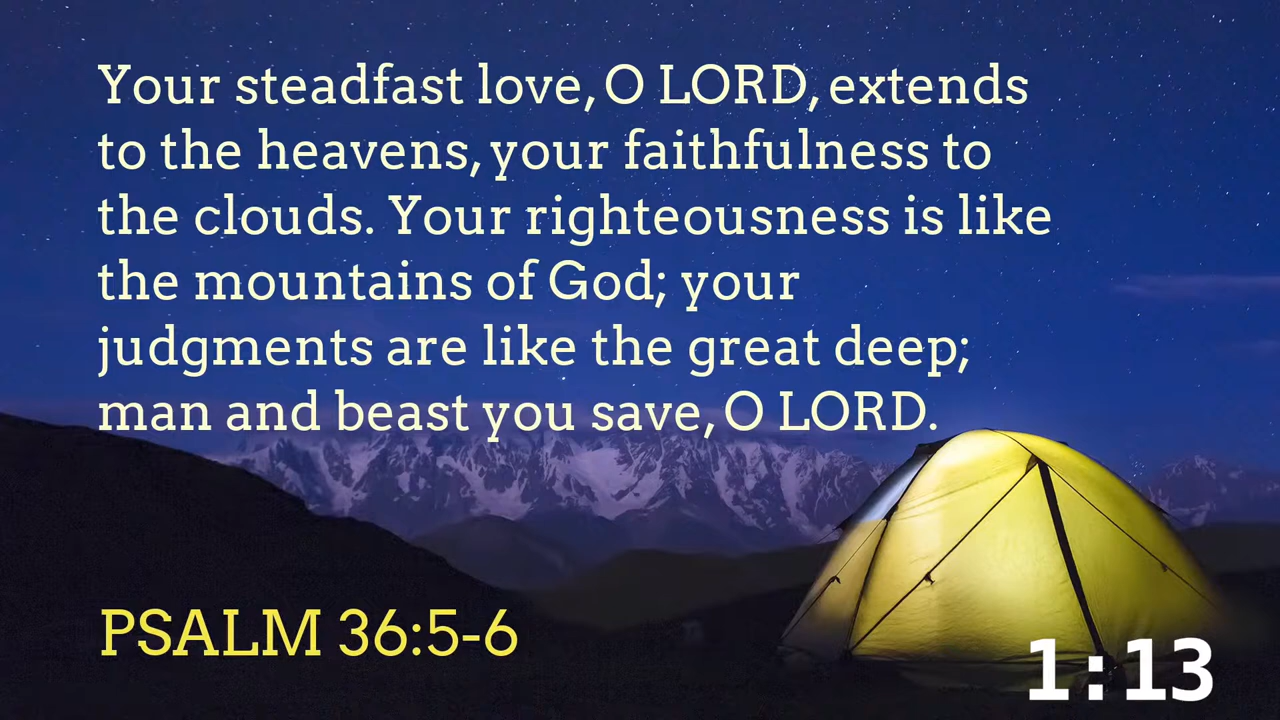 Your steadfast love, O LORD, extends
to the heavens, your faithfulness to
the clouds. Your righteousness is like
the mountains of God; your
judgments are like the great deep;
man and beast you save, O LORD.
PSALM 36:5-6
1:13